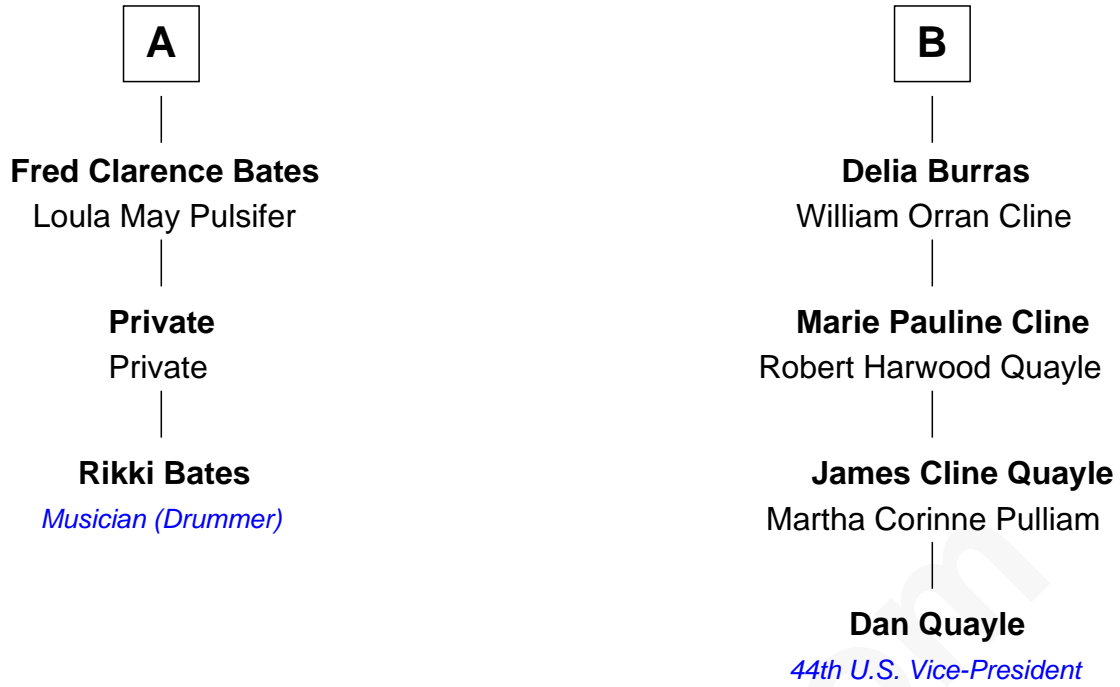 A
Fred Clarence Bates
Loula May Pulsifer
Private
Private
Rikki Bates
Musician (Drummer)
B
Delia Burras
William Orran Cline
Marie Pauline Cline
Robert Harwood Quayle
James Cline Quayle
Martha Corinne Pulliam
Dan Quayle
44th U.S. Vice-President